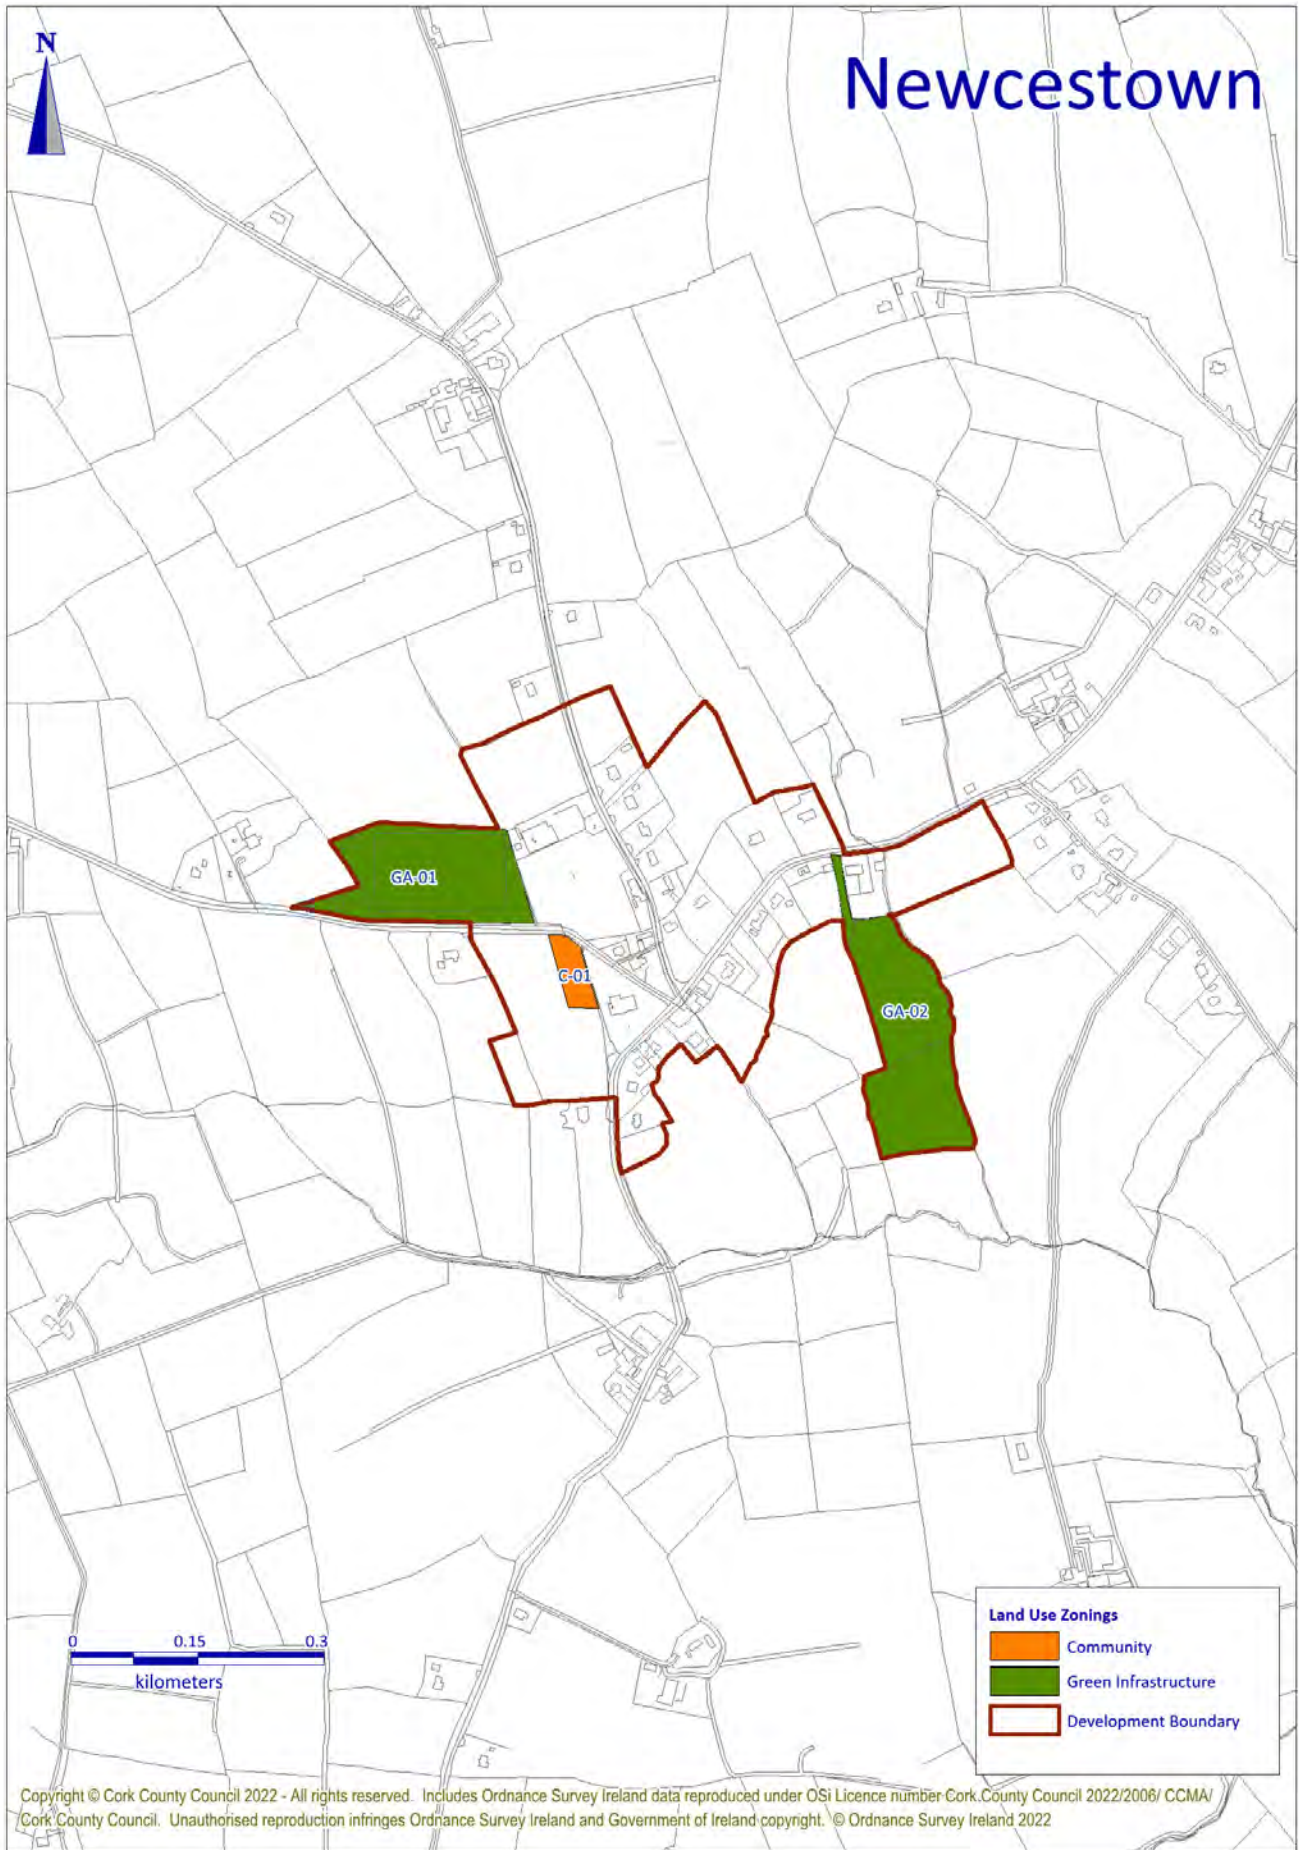 N
Newcestown
GA-01
C-01
GA-02
Land Use Zonings
Community
Green Infrastructure
Development Boundary
0 0.15 0.3
kilometers
Copyright © Cork County Council 2022 - All rights reserved. Includes Ordnance Survey Ireland data reproduced under OSi Licence number Cork County Council 2022/2006/ CCMA/
Cork County Council. Unauthorised reproduction infringes Ordnance Survey Ireland and Government of Ireland copyright. © Ordnance Survey Ireland 2022